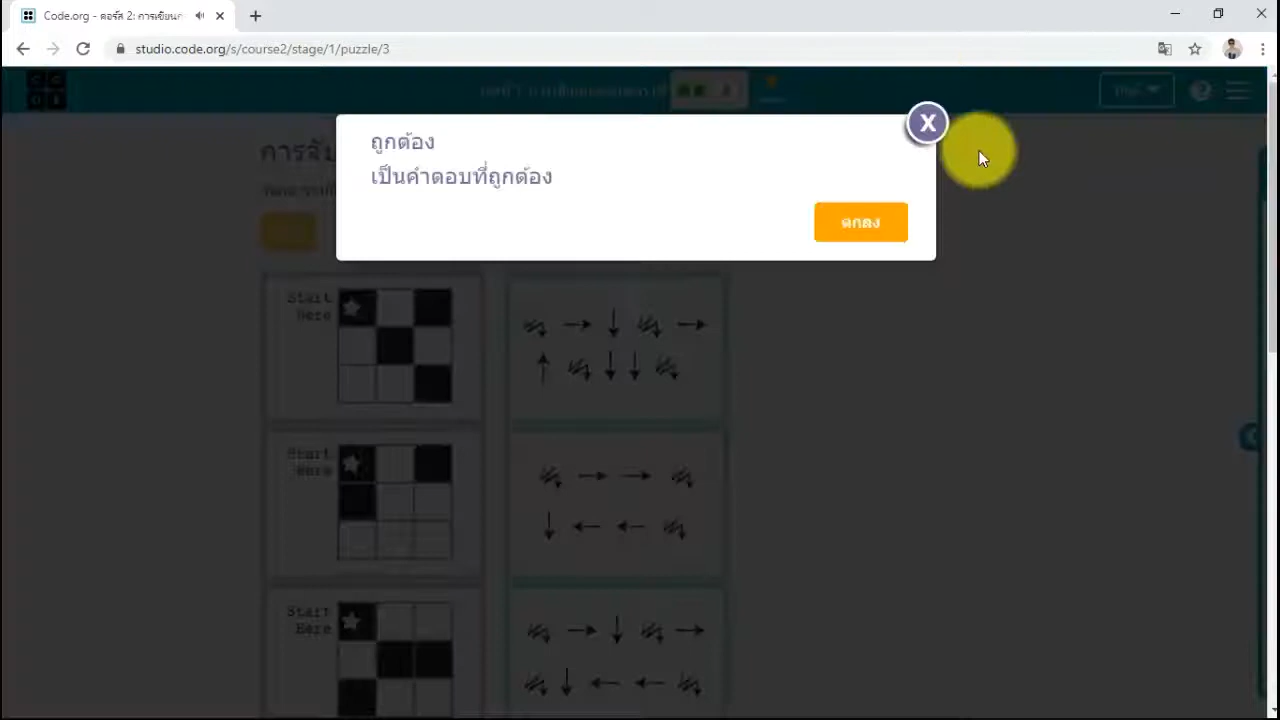 Code.org - คอร์ส 2: การเขียนก
studio.code.org/s/course2/stage/1/puzzle/3
ถูกต้อง
เป็นคำตอบที่ถูกต้อง
ตกลง
Start
Here
Start
Here
Start
Here